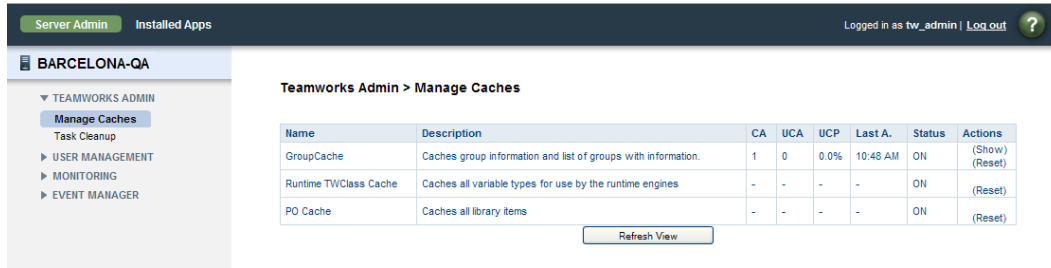 Server Admin Installed Apps Logged in as tw_admin | Log out ?
BARCELONA-QA
TEAMWORKS ADMIN
Manage Caches
Task Cleanup
USER MANAGEMENT
MONITORING
EVENT MANAGER
Teamworks Admin > Manage Caches
Name Description CA UCA UCP Last A. Status Actions
GroupCache Caches group information and list of groups with information. 1 0 0.0% 10:48 AM ON (Show)
(Reset)
Runtime TWClass Cache Caches all variable types for use by the runtime engines - - - - ON (Reset)
PO Cache Caches all library items - - - - ON (Reset)
Refresh View